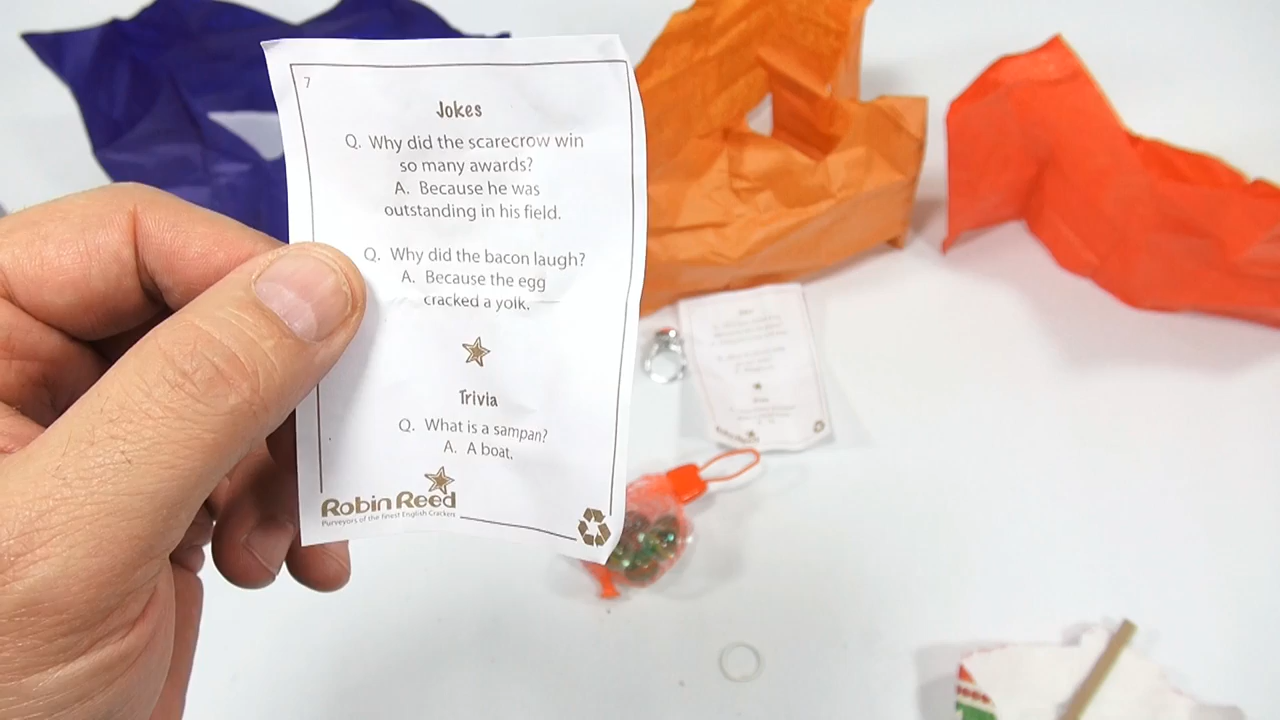 7
Jokes
Q. Why did the scarecrow win
so many awards?
A. Because he was
outstanding in his field.
Q. Why did the bacon laugh?
A. Because the egg
cracked a yolk.
Trivia
Q. What is a sampan?
A. A boat.
Robin Reed
Purveyors of the finest English Crackers